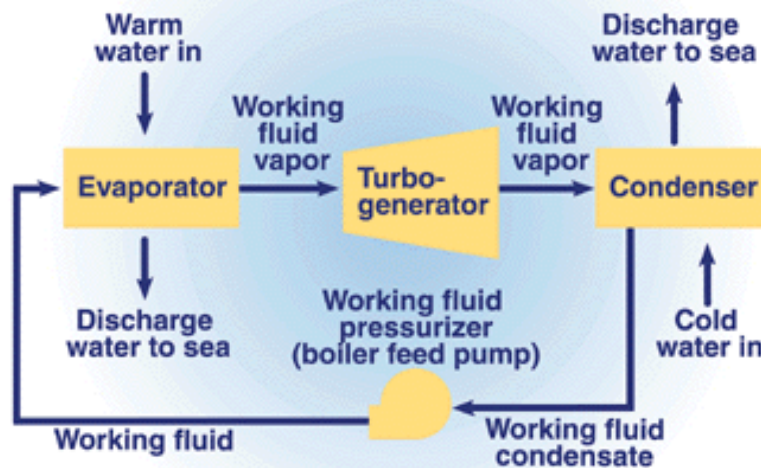 Warm
water in
Discharge
water to sea
Working
fluid
vapor
Working
fluid
vapor
Evaporator
Turbo-
generator
Condenser
Discharge
water to sea
Working fluid
pressurizer
(boiler feed pump)
Cold
water in
Working fluid
Working fluid
condensate